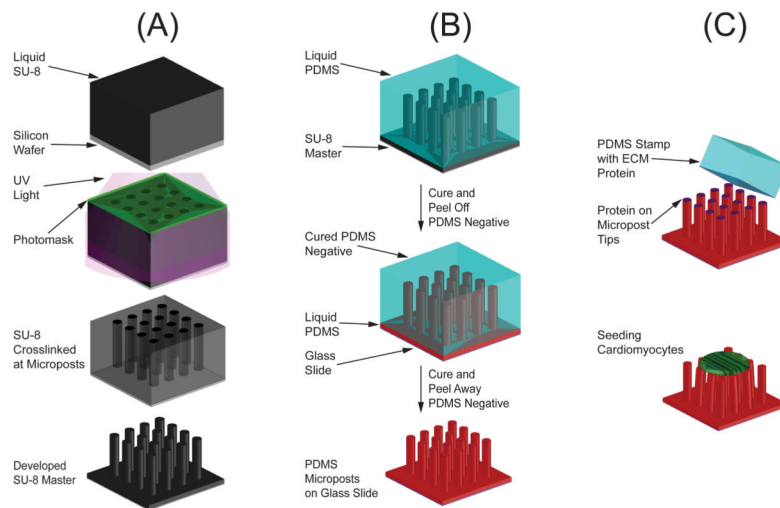 (A)
Liquid
SU-8
Silicon
Wafer
UV
Light
Photomask
SU-8
Crosslinked
at Microposts
Developed
SU-8 Master
(B)
Liquid
PDMS
SU-8
Master
Cure and
Peel Off
PDMS Negative
Cured PDMS
Negative
Liquid
PDMS
Glass
Slide
Cure and
Peel Away
PDMS Negative
PDMS
Microposts
on Glass Slide
(C)
PDMS Stamp
with ECM
Protein
Protein on
Micropost
Tips
Seeding
Cardiomyocytes